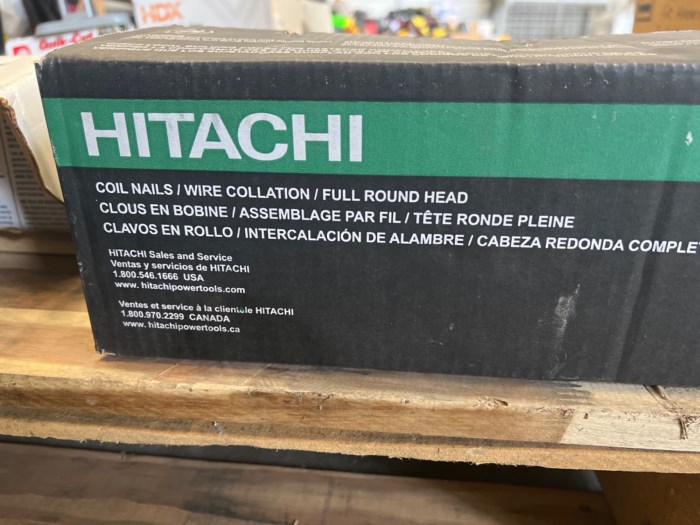 HDX
HITACHI
COIL NAILS / WIRE COLLATION / FULL ROUND HEAD
CLOUS EN BOBINE / ASSEMBLAGE PAR FIL / TÊTE RONDE PLEINE
CLAVOS EN ROLLO / INTERCALACIÓN DE ALAMBRE / CABEZA REDONDA COMPLE
HITACHI Sales and Service
Ventas y servicios de HITACHI
1.800.546.1666 USA
www. hitachipowertools.com
Ventes et service à la clientèle HITACHI
1.800.970.2299 CANADA
www. hitachipowertools.ca